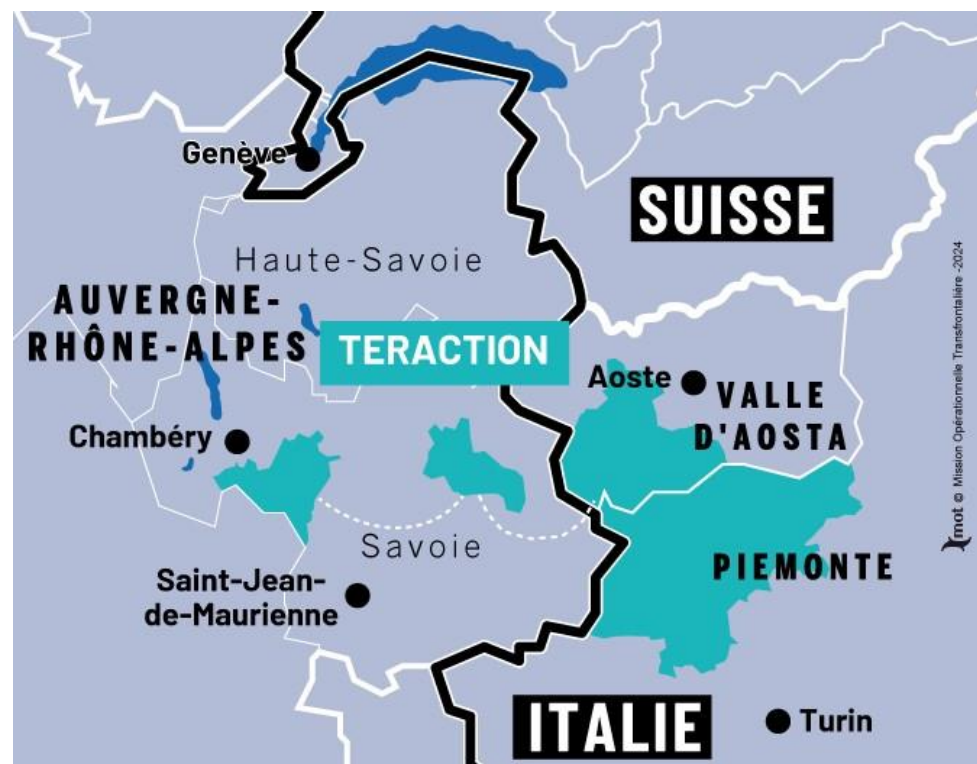 Genève
SUISSE
Haute-Savoie
AUVERGNE-
RHÔNE-ALPES
TERACTION
Aoste
VALLE
D'AOSTA
Chambéry
Savoie
PIEMONTE
Saint-Jean-
de-Maurienne
ITALIE
Turin
mot © Mission Opérationnelle Transfrontalière -2024